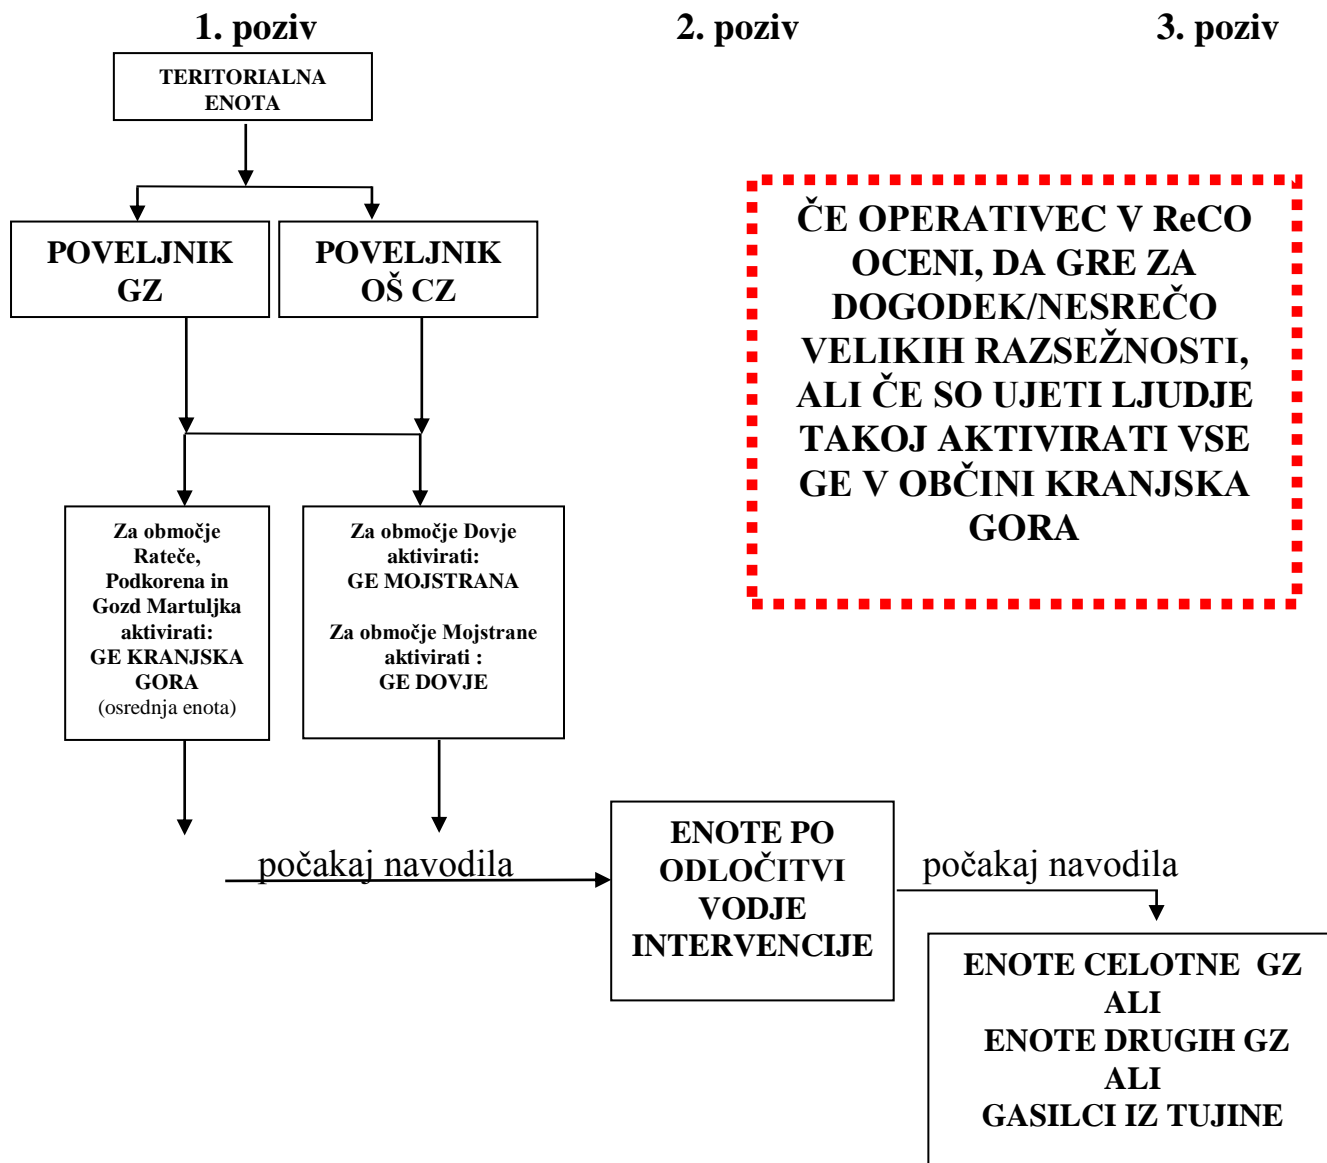 1. poziv
2. poziv
3. poziv
TERITORIALNA
ENOTA
POVELJNIK
GZ
POVELJNIK
OŠ CZ
ČE OPERATIVEC V ReCO
OCENI, DA GRE ZA
DOGODEK/NESREČO
VELIKIH RAZSEŽNOSTI,
ALI ČE SO UJETI LJUDJE
TAKOJ AKTIVIRATI VSE
GE V OBČINI KRANJSKA
GORA
Za območje
Rateče,
Podkorena in
Gozd Martuljka
aktivirati:
GE KRANJSKA
GORA
(osrednja enota)
Za območje Dovje
aktivirati:
GE MOJSTRANA
Za območje Mojstrane
aktivirati :
GE DOVJE
počakaj navodila
ENOTE PO
ODLOČITVI
VODJE
INTERVENCIJE
počakaj navodila
ENOTE CELOTNE GZ
ALI
ENOTE DRUGIH GZ
ALI
GASILCI IZ TUJINE